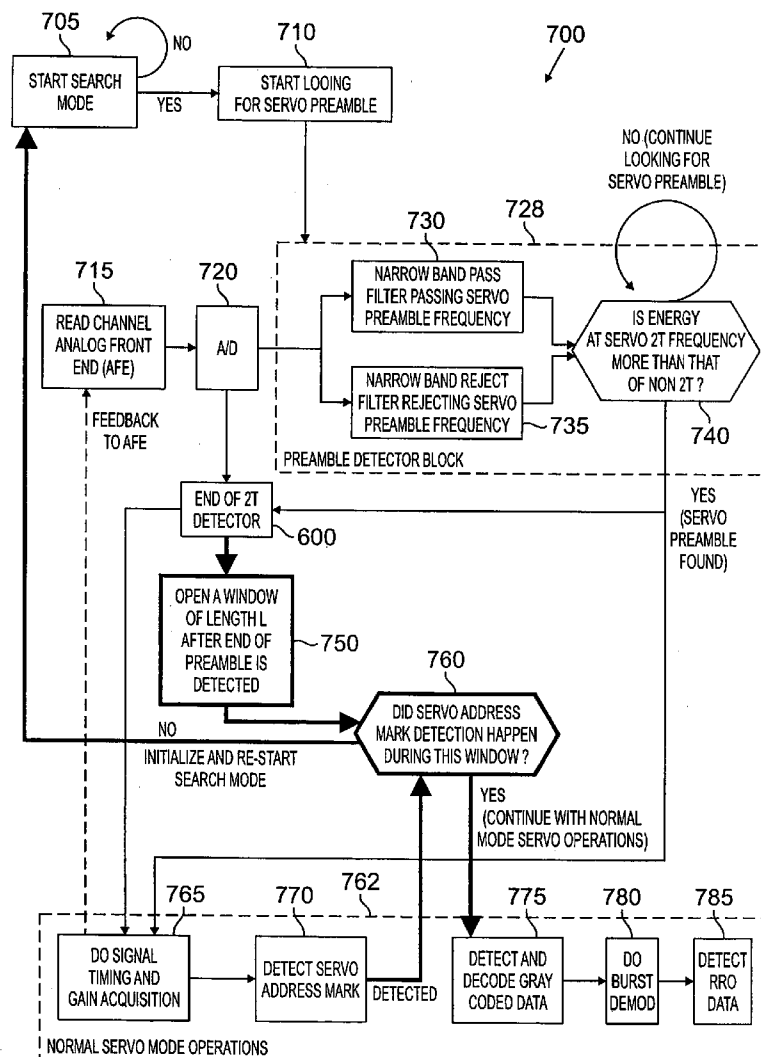 705
NO
START SEARCH
MODE
YES
710
START LOOING
FOR SERVO PREAMBLE
700
NO (CONTINUE
LOOKING FOR
SERVO PREAMBLE)
728
715
READ CHANNEL
ANALOG FRONT
END (AFE)
720
A/D
730
NARROW BAND PASS
FILTER PASSING SERVO
PREAMBLE FREQUENCY
NARROW BAND REJECT
FILTER REJECTING SERVO
PREAMBLE FREQUENCY
735
IS ENERGY
AT SERVO 2T FREQUENCY
MORE THAN THAT
OF NON 2T ?
740
PREAMBLE DETECTOR BLOCK
FEEDBACK
TO AFE
YES
(SERVO
PREAMBLE
FOUND)
END OF 2T
DETECTOR
600
OPEN A WINDOW
OF LENGTH L
AFTER END OF
PREAMBLE IS
DETECTED
750
760
DID SERVO ADDRESS
MARK DETECTION HAPPEN
DURING THIS WINDOW ?
NO
INITIALIZE AND RE-START
SEARCH MODE
YES
(CONTINUE WITH NORMAL
MODE SERVO OPERATIONS)
762
765
DO SIGNAL
TIMING AND
GAIN ACQUISITION
770
DETECT SERVO
ADDRESS MARK
DETECTED
775
DETECT AND
DECODE GRAY
CODED DATA
780
DO
BURST
DEMOD
785
DETECT
RRO
DATA
NORMAL SERVO MODE OPERATIONS